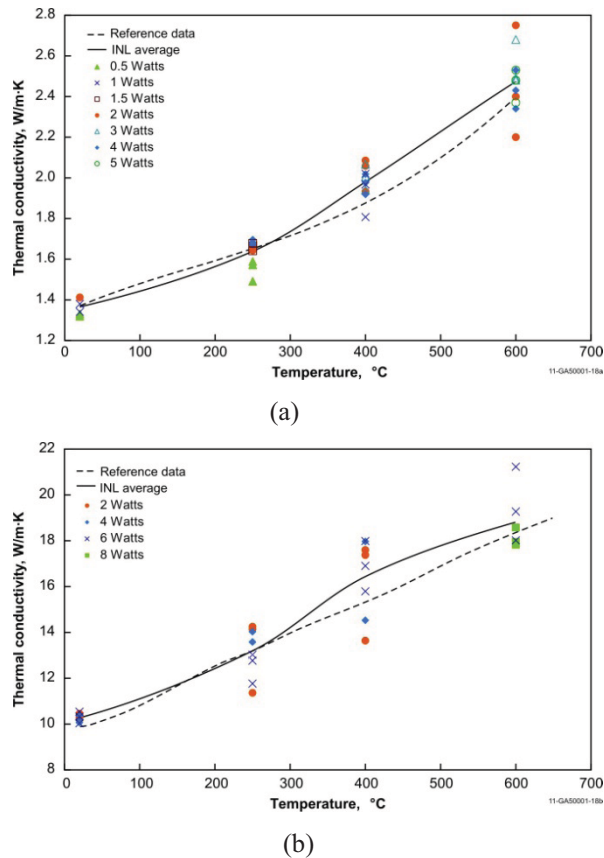 2.8
2.6
2.4
2.2
2.0
1.8
1.6
1.4
1.2
Thermal conductivity, W/m·K
Reference data
INL average
0.5 Watts
1 Watts
1.5 Watts
2 Watts
3 Watts
4 Watts
5 Watts
0 100 200 300 400 500 600 700
Temperature, °C
11-GA50001-18a
(a)
22
20
18
16
14
12
10
8
Thermal conductivity, W/m·K
Reference data
INL average
2 Watts
4 Watts
6 Watts
8 Watts
0 100 200 300 400 500 600 700
Temperature, °C
11-GA50001-18b
(b)